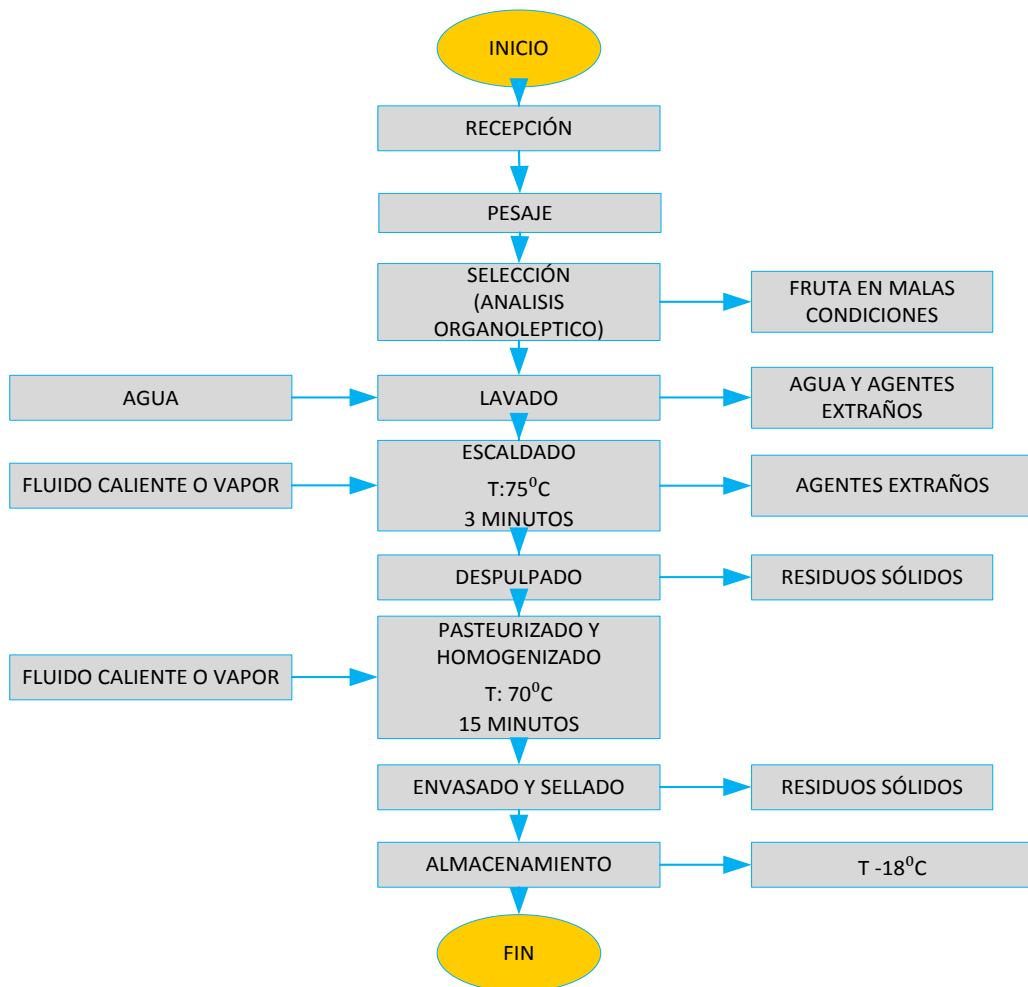 INICIO
RECEPCIÓN
PESAJE
SELECCIÓN
(ANALISIS
ORGANOLEPTICO)
FRUTA EN MALAS
CONDICIONES
AGUA
LAVADO
AGUA Y AGENTES
EXTRAÑOS
FLUIDO CALIENTE O VAPOR
ESCALDADO
T:75⁰C
3 MINUTOS
AGENTES EXTRAÑOS
DESPULPADO
RESIDUOS SÓLIDOS
FLUIDO CALIENTE O VAPOR
PASTEURIZADO Y
HOMOGENIZADO
T: 70⁰C
15 MINUTOS
ENVASADO Y SELLADO
RESIDUOS SÓLIDOS
ALMACENAMIENTO
T -18⁰C
FIN